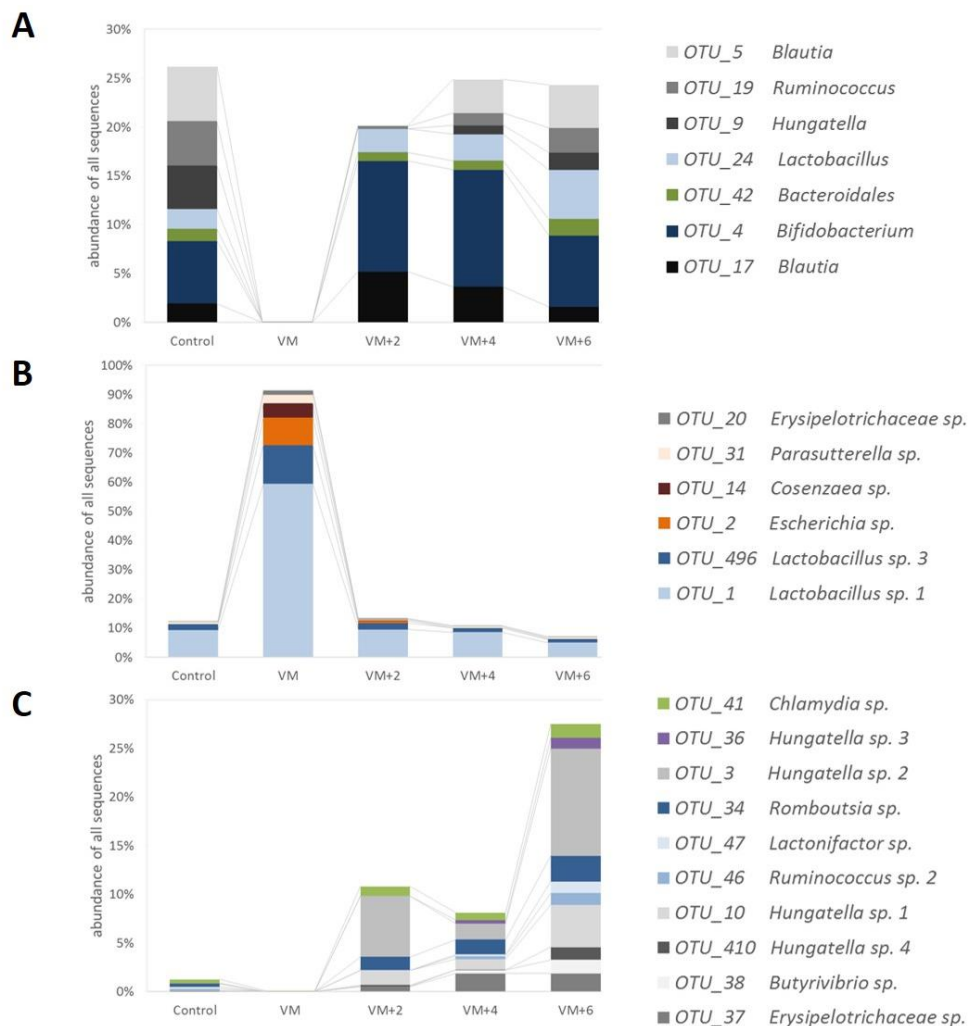 A
abundance of all sequences
30%
25%
20%
15%
10%
5%
0%
Control VM VM+2 VM+4 VM+6
OTU_5 Blautia
OTU_19 Ruminococcus
OTU_9 Hungatella
OTU_24 Lactobacillus
OTU_42 Bacteroidales
OTU_4 Bifidobacterium
OTU_17 Blautia
B
abundance of all sequences
100%
90%
80%
70%
60%
50%
40%
30%
20%
10%
0%
Control VM VM+2 VM+4 VM+6
OTU_20 Erysipelotrichaceae sp.
OTU_31 Parasutterella sp.
OTU_14 Cosenzaea sp.
OTU_2 Escherichia sp.
OTU_496 Lactobacillus sp. 3
OTU_1 Lactobacillus sp. 1
C
abundance of all sequences
30%
25%
20%
15%
10%
5%
0%
Control VM VM+2 VM+4 VM+6
OTU_41 Chlamydia sp.
OTU_36 Hungatella sp. 3
OTU_3 Hungatella sp. 2
OTU_34 Romboutsia sp.
OTU_47 Lactonifactor sp.
OTU_46 Ruminococcus sp. 2
OTU_10 Hungatella sp. 1
OTU_410 Hungatella sp. 4
OTU_38 Butyrivibrio sp.
OTU_37 Erysipelotrichaceae sp.